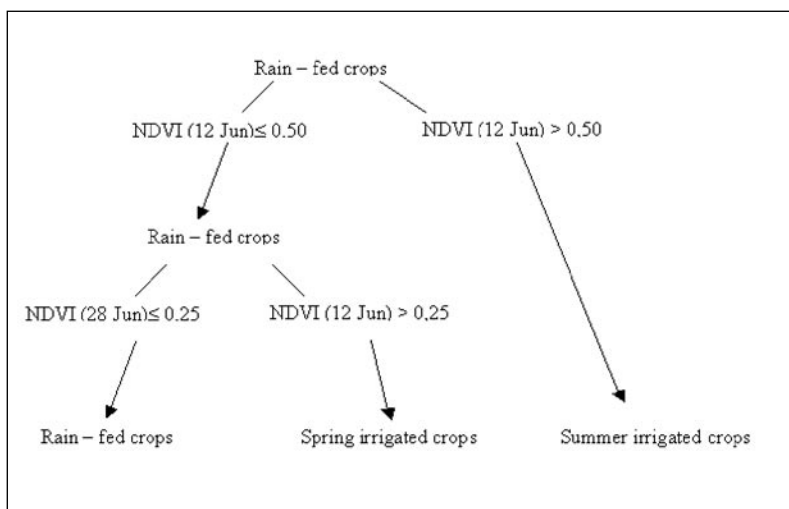 Rain – fed crops
NDVI (12 Jun)≤ 0.50
NDVI (12 Jun) > 0.50
Rain – fed crops
NDVI (28 Jun)≤ 0.25
NDVI (12 Jun) > 0.25
Rain – fed crops
Spring irrigated crops
Summer irrigated crops